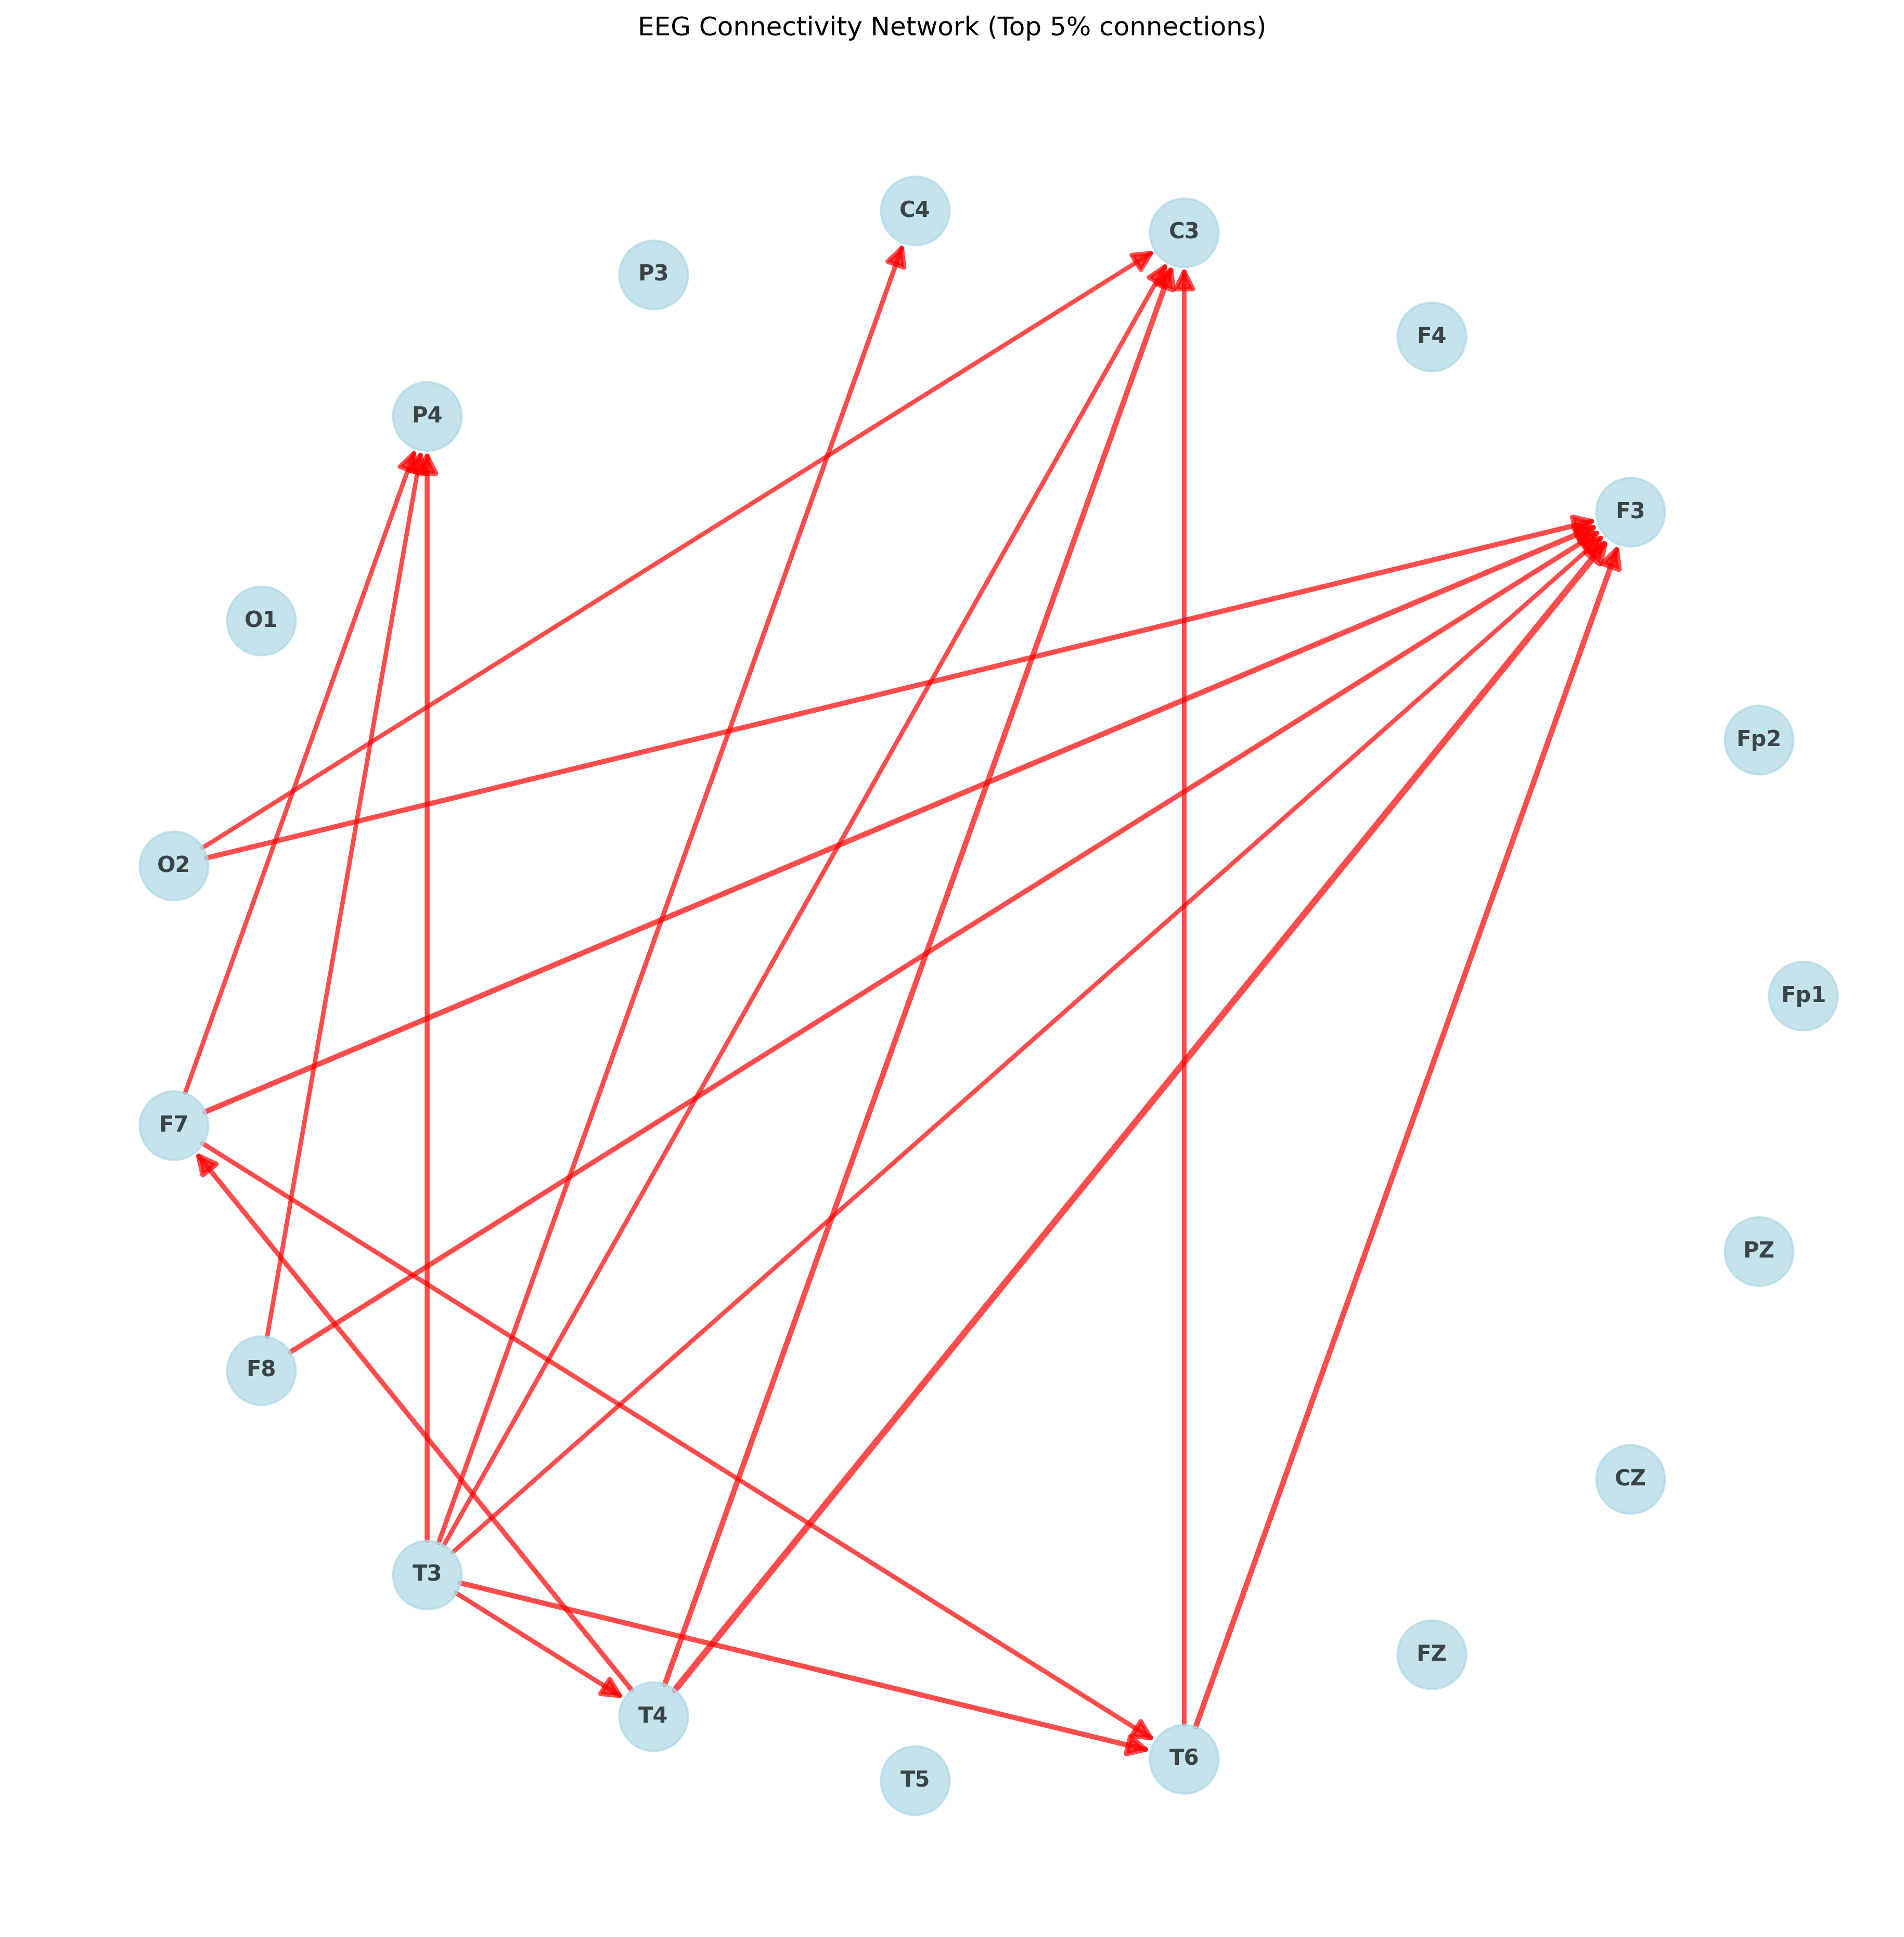 EEG Connectivity Network (Top 5% connections)
C4
C3
P3
F4
P4
F3
O1
Fp2
O2
Fp1
F7
PZ
F8
CZ
T3
FZ
T4
T6
T5